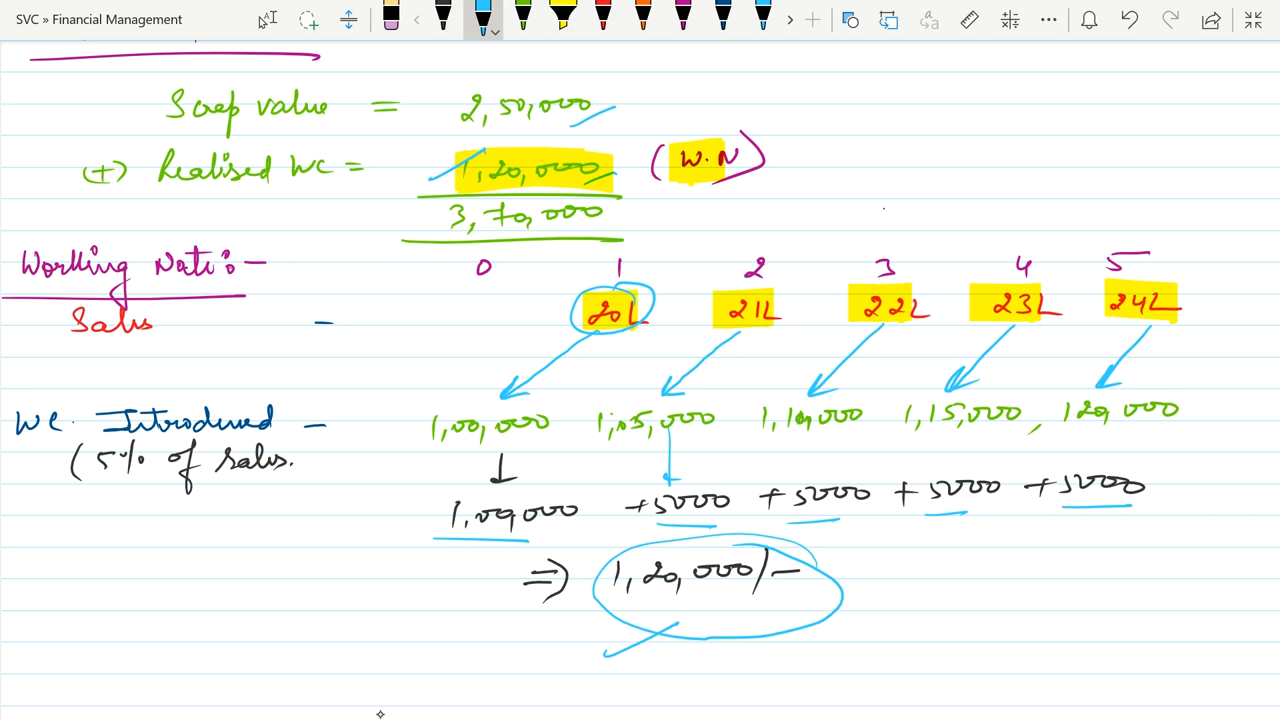 SVC » Financial Management
Scrap value = 2,50,000
(+) Realised WC = 1,20,000 (W.N)
3,70,000
Working Note:- 0 1 2 3 4 5
Sales - 20L 21L 22L 23L 24L
WC. Introduced - 1,00,000 1,05,000 1,10,000 1,15,000, 120,000
(5% of sales.
1,00,000 +5000 +5000 +5000 +5000
⇒ 1,20,000/-